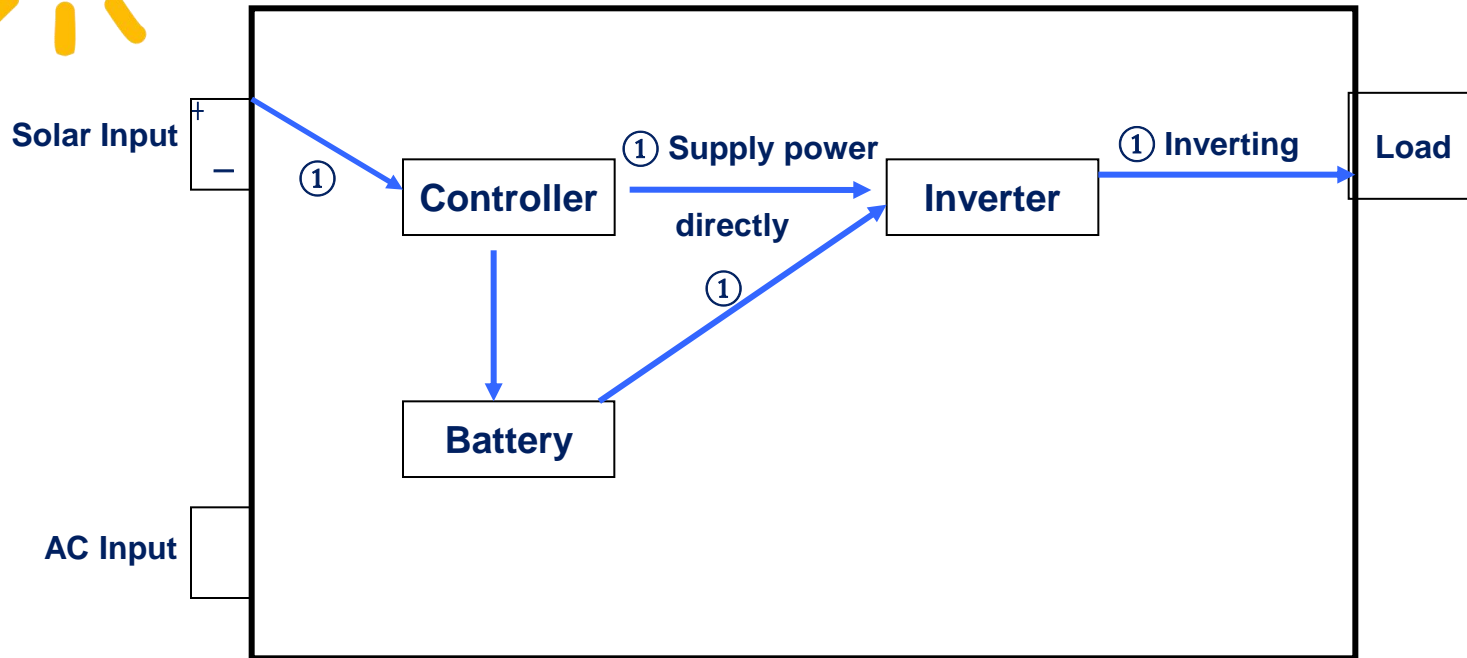 +
Solar Input
−
①
Controller
① Supply power
directly
①
Inverter
① Inverting
Load
Battery
AC Input